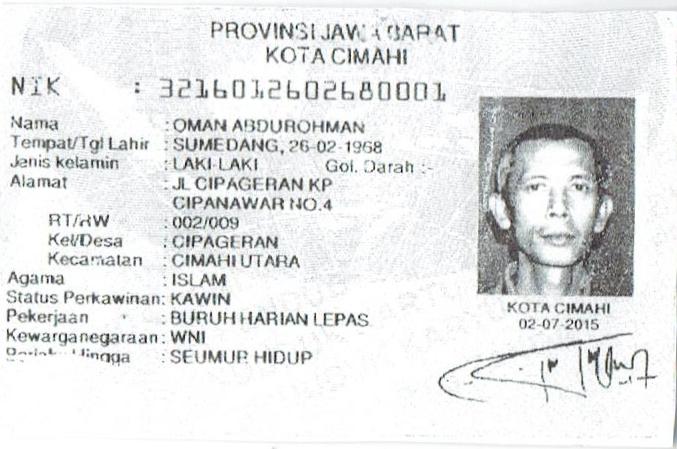 PROVINSI JAWA BARAT
KOTA CIMAHI
NIK : 3216012602680001
Nama : OMAN ABDUROHMAN
Tempat/Tgl Lahir : SUMEDANG, 26-02-1968
Jenis kelamin : LAKI-LAKI Gol. Darah :-
Alamat : JL CIPAGERAN KP
CIPANAWAR NO.4
RT/RW : 002/009
Kel/Desa : CIPAGERAN
Kecamatan : CIMAHI UTARA
Agama : ISLAM
Status Perkawinan: KAWIN
Pekerjaan : BURUH HARIAN LEPAS
Kewarganegaraan: WNI
Hingga : SEUMUR HIDUP
KOTA CIMAHI
02-07-2015